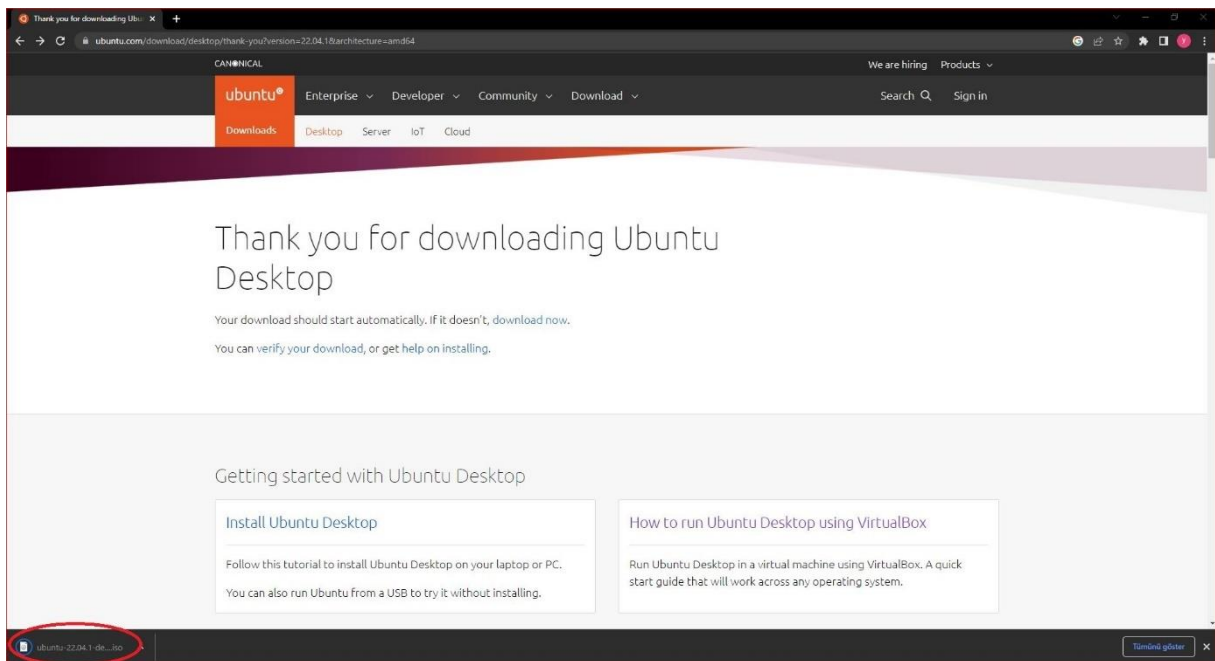 Thank you for downloading Ubu
ubuntu.com/download/desktop/thank-you?version=22.04.1&architecture=amd64
CANONICAL
We are hiring Products
ubuntu® Enterprise Developer Community Download Search Sign in
Downloads Desktop Server IoT Cloud
Thank you for downloading Ubuntu
Desktop
Your download should start automatically. If it doesn't, download now.
You can verify your download, or get help on installing.
Getting started with Ubuntu Desktop
Install Ubuntu Desktop
Follow this tutorial to install Ubuntu Desktop on your laptop or PC.
You can also run Ubuntu from a USB to try it without installing.
How to run Ubuntu Desktop using VirtualBox
Run Ubuntu Desktop in a virtual machine using VirtualBox. A quick
start guide that will work across any operating system.
ubuntu-22.04.1-de...iso
Tümünü göster